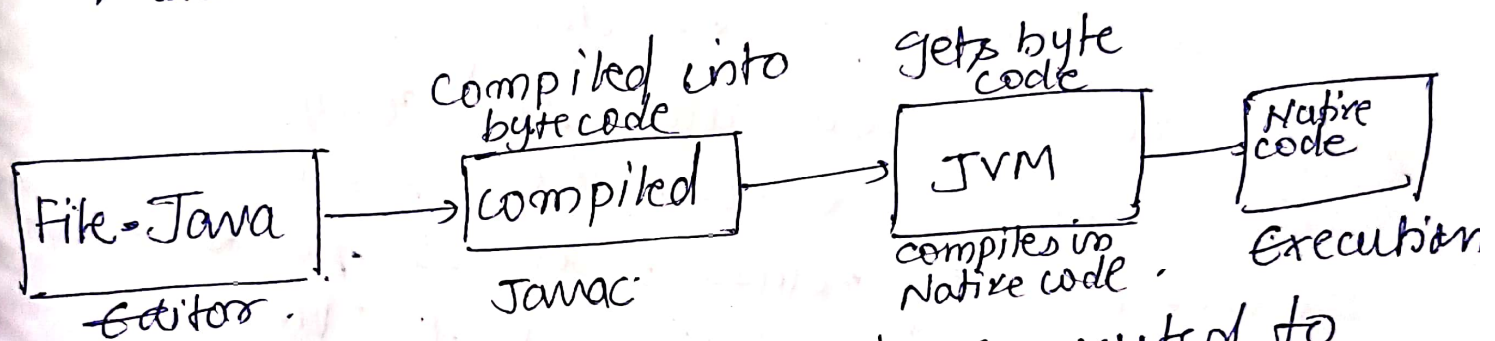 compiled into
bytecode
gets byte
code
File.Java
compiled
JVM
Native
code
Editor.
Javac
compiles in
Native code.
Execution
to